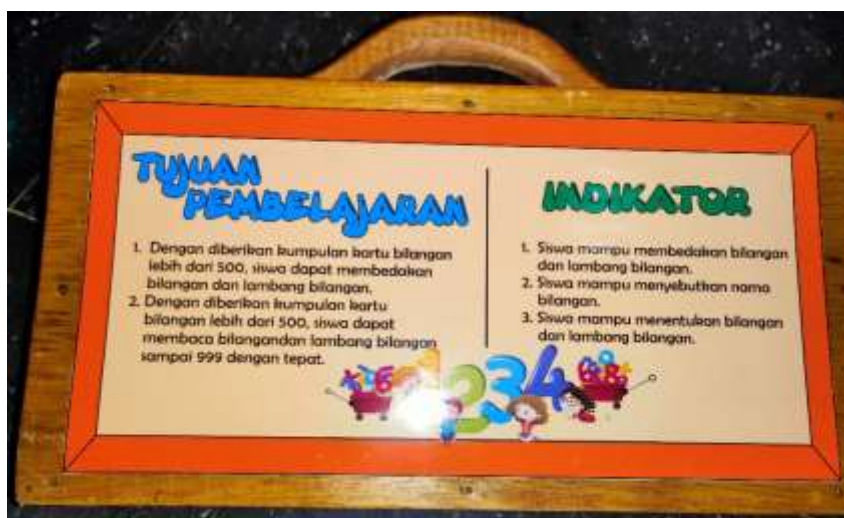 TUJUAN
PEMBELAJARAN
1. Dengan diberikan kumpulan kartu bilangan
lebih dari 500, siswa dapat membedakan
bilangan dan lambang bilangan.
2. Dengan diberikan kumpulan kartu
bilangan lebih dari 500, siswa dapat
membaca bilangandan lambang bilangan
sampai 999 dengan tepat.
INDIKATOR
1. Siswa mampu membedakan bilangan
dan lambang bilangan.
2. Siswa mampu menyebutkan nama
bilangan.
3. Siswa mampu menentukan bilangan
dan lambang bilangan.
1234